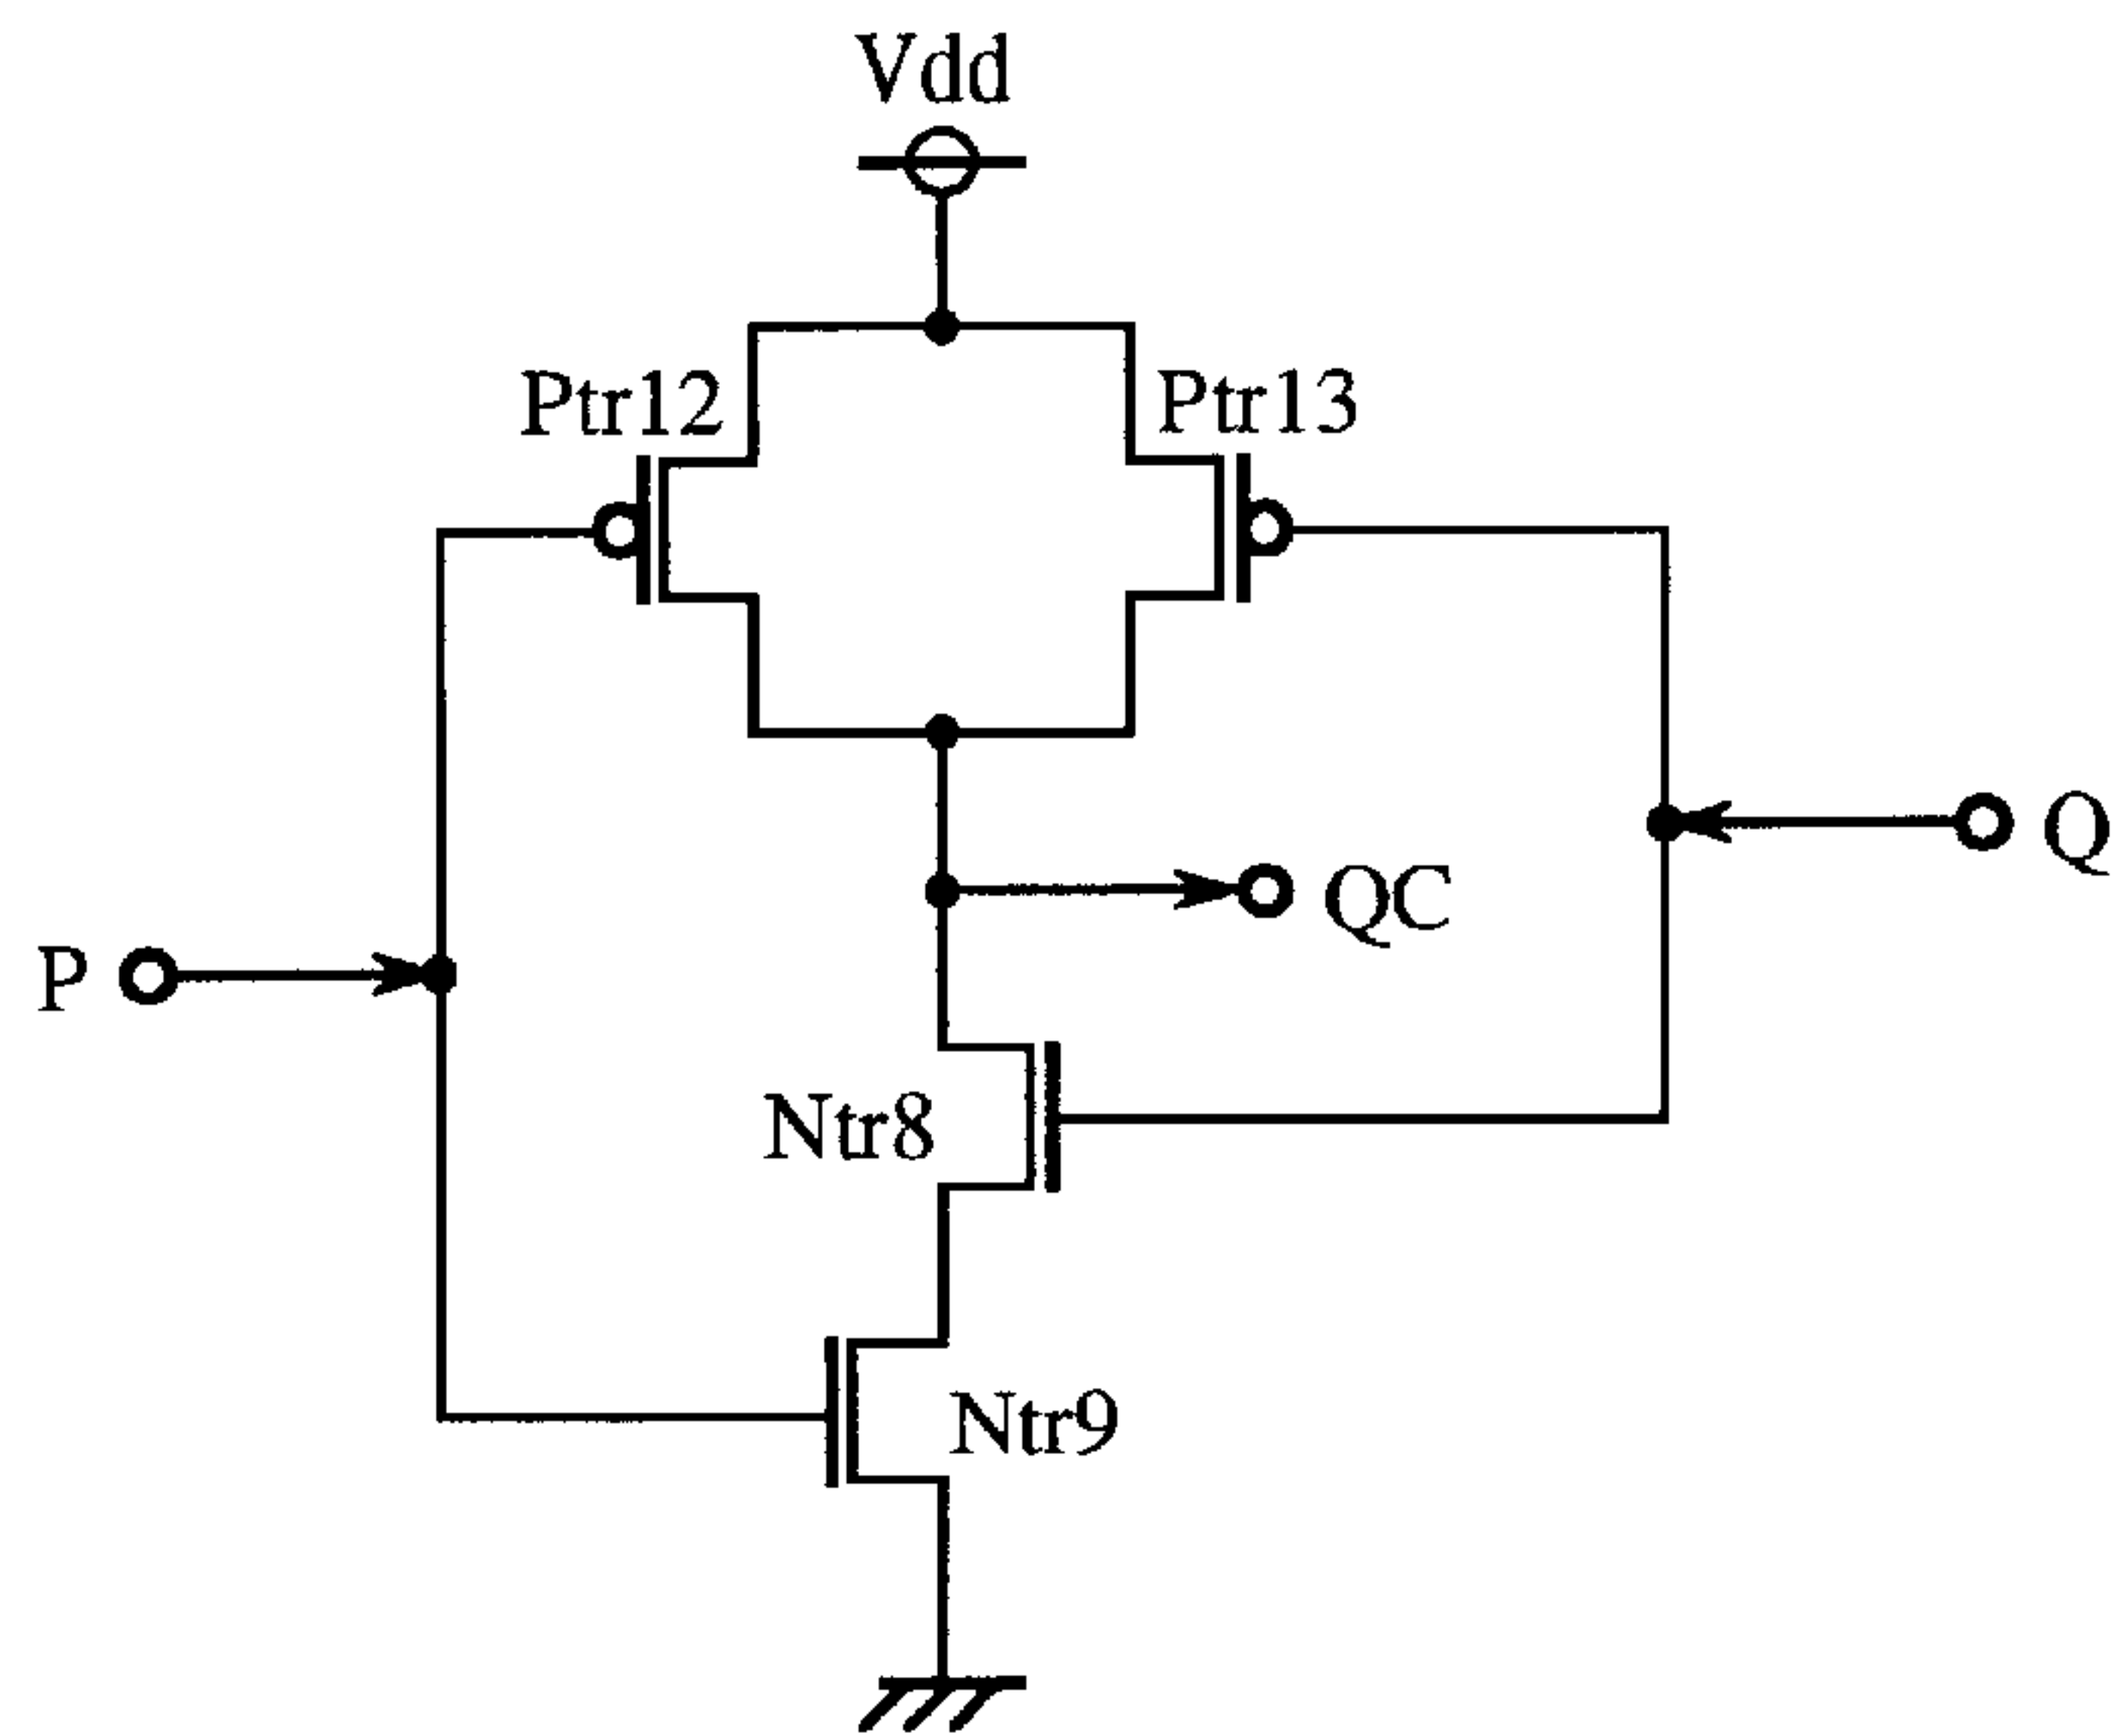 Vdd
Ptr12
Ptr13
Q
QC
P
Ntr8
Ntr9